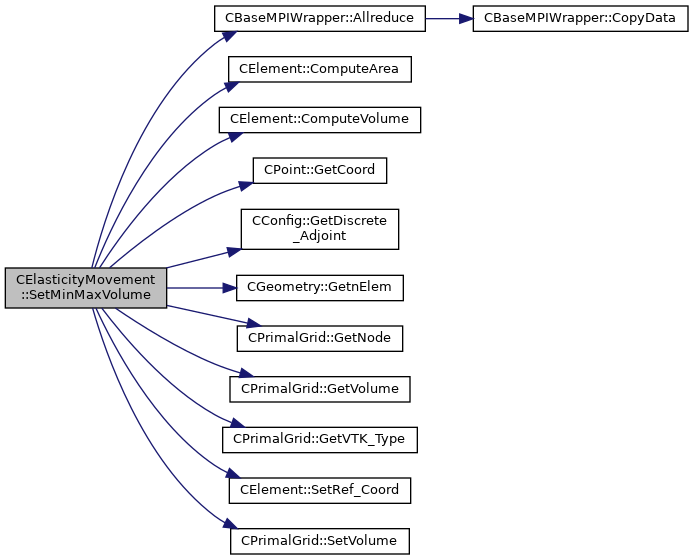 CElasticityMovement
::SetMinMaxVolume
CBaseMPIWrapper::Allreduce
CBaseMPIWrapper::CopyData
CElement::ComputeArea
CElement::ComputeVolume
CPoint::GetCoord
CConfig::GetDiscrete
_Adjoint
CGeometry::GetnElem
CPrimalGrid::GetNode
CPrimalGrid::GetVolume
CPrimalGrid::GetVTK_Type
CElement::SetRef_Coord
CPrimalGrid::SetVolume